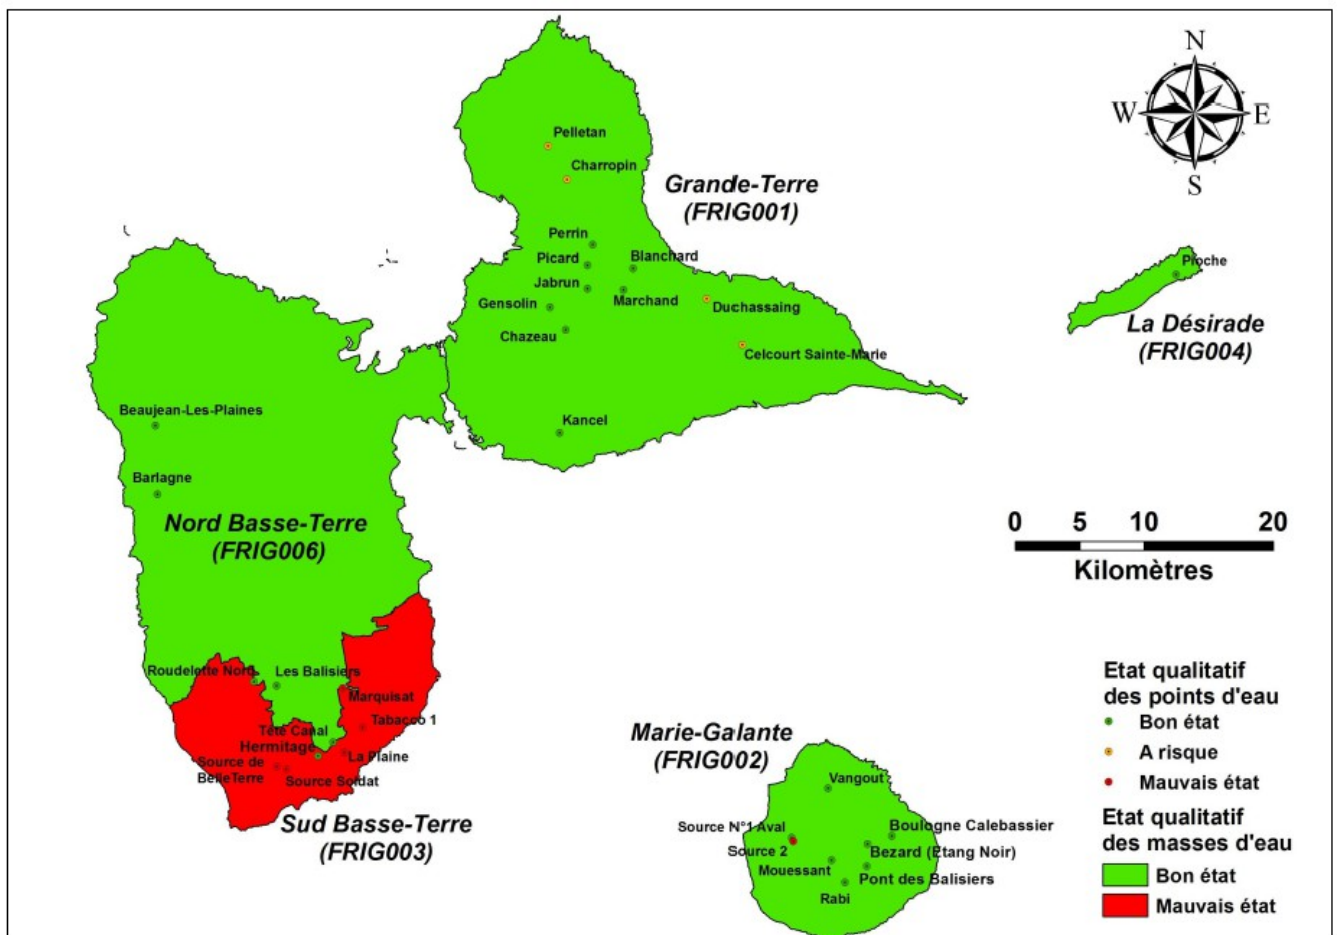 N
W
E
S
Pelletan
Charropin
Grande-Terre
(FRIG001)
Perrin
Picard
Blanchard
Jabrun
Marchand
Gensolin
Duchassaing
Chazeau
Celcourt Sainte-Marie
Kancel
Pioche
La Désirade
(FRIG004)
Beaujean-Les-Plaines
Barlagne
Nord Basse-Terre
(FRIG006)
0 5 10 20
Kilomètres
Roudelette Nord
Les Balisiers
Marquisat
Tabacco 1
Tête Canal
Hermitage
La Plaine
Source de
BelleTerre
Source Soldat
Sud Basse-Terre
(FRIG003)
Marie-Galante
(FRIG002)
Vangout
Source N°1 Aval
Boulogne Calebassier
Source 2
Bezard (Etang Noir)
Mouessant
Pont des Balisiers
Rabi
Etat qualitatif
des points d'eau
Bon état
A risque
Mauvais état
Etat qualitatif
des masses d'eau
Bon état
Mauvais état